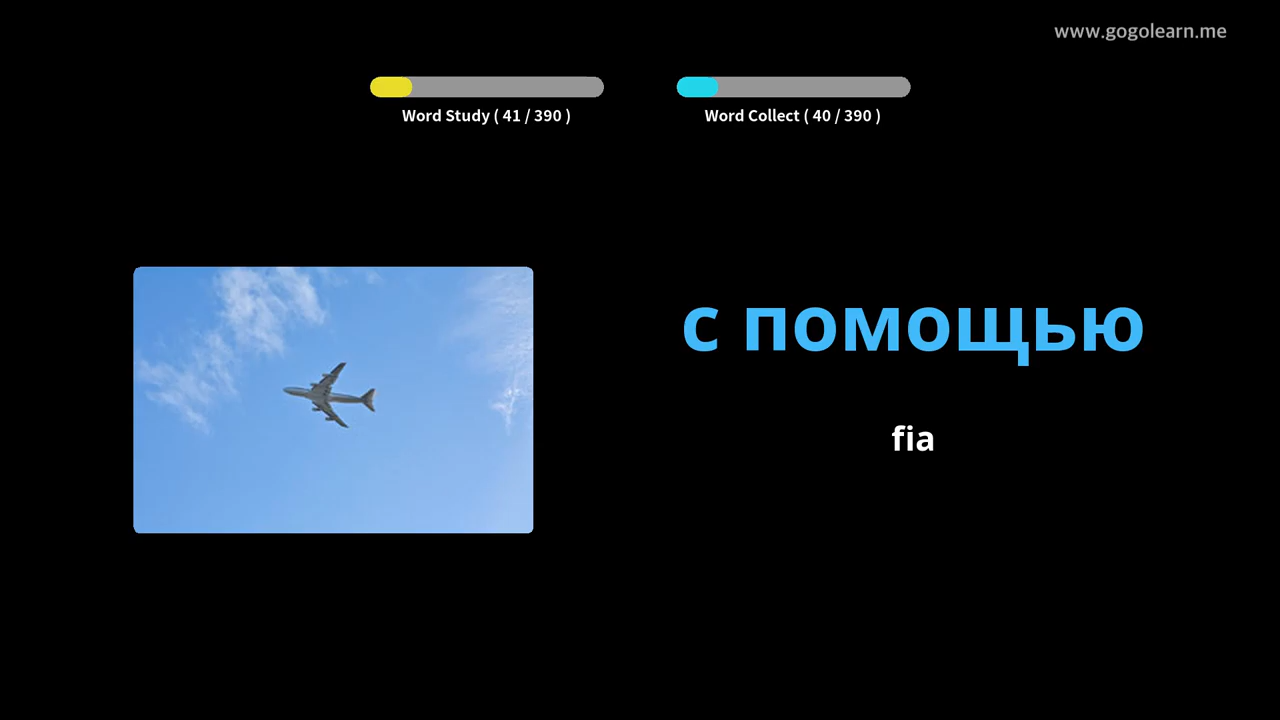 www.gogolearn.me
Word Study ( 41 / 390 )
Word Collect ( 40 / 390 )
с помощью
fia